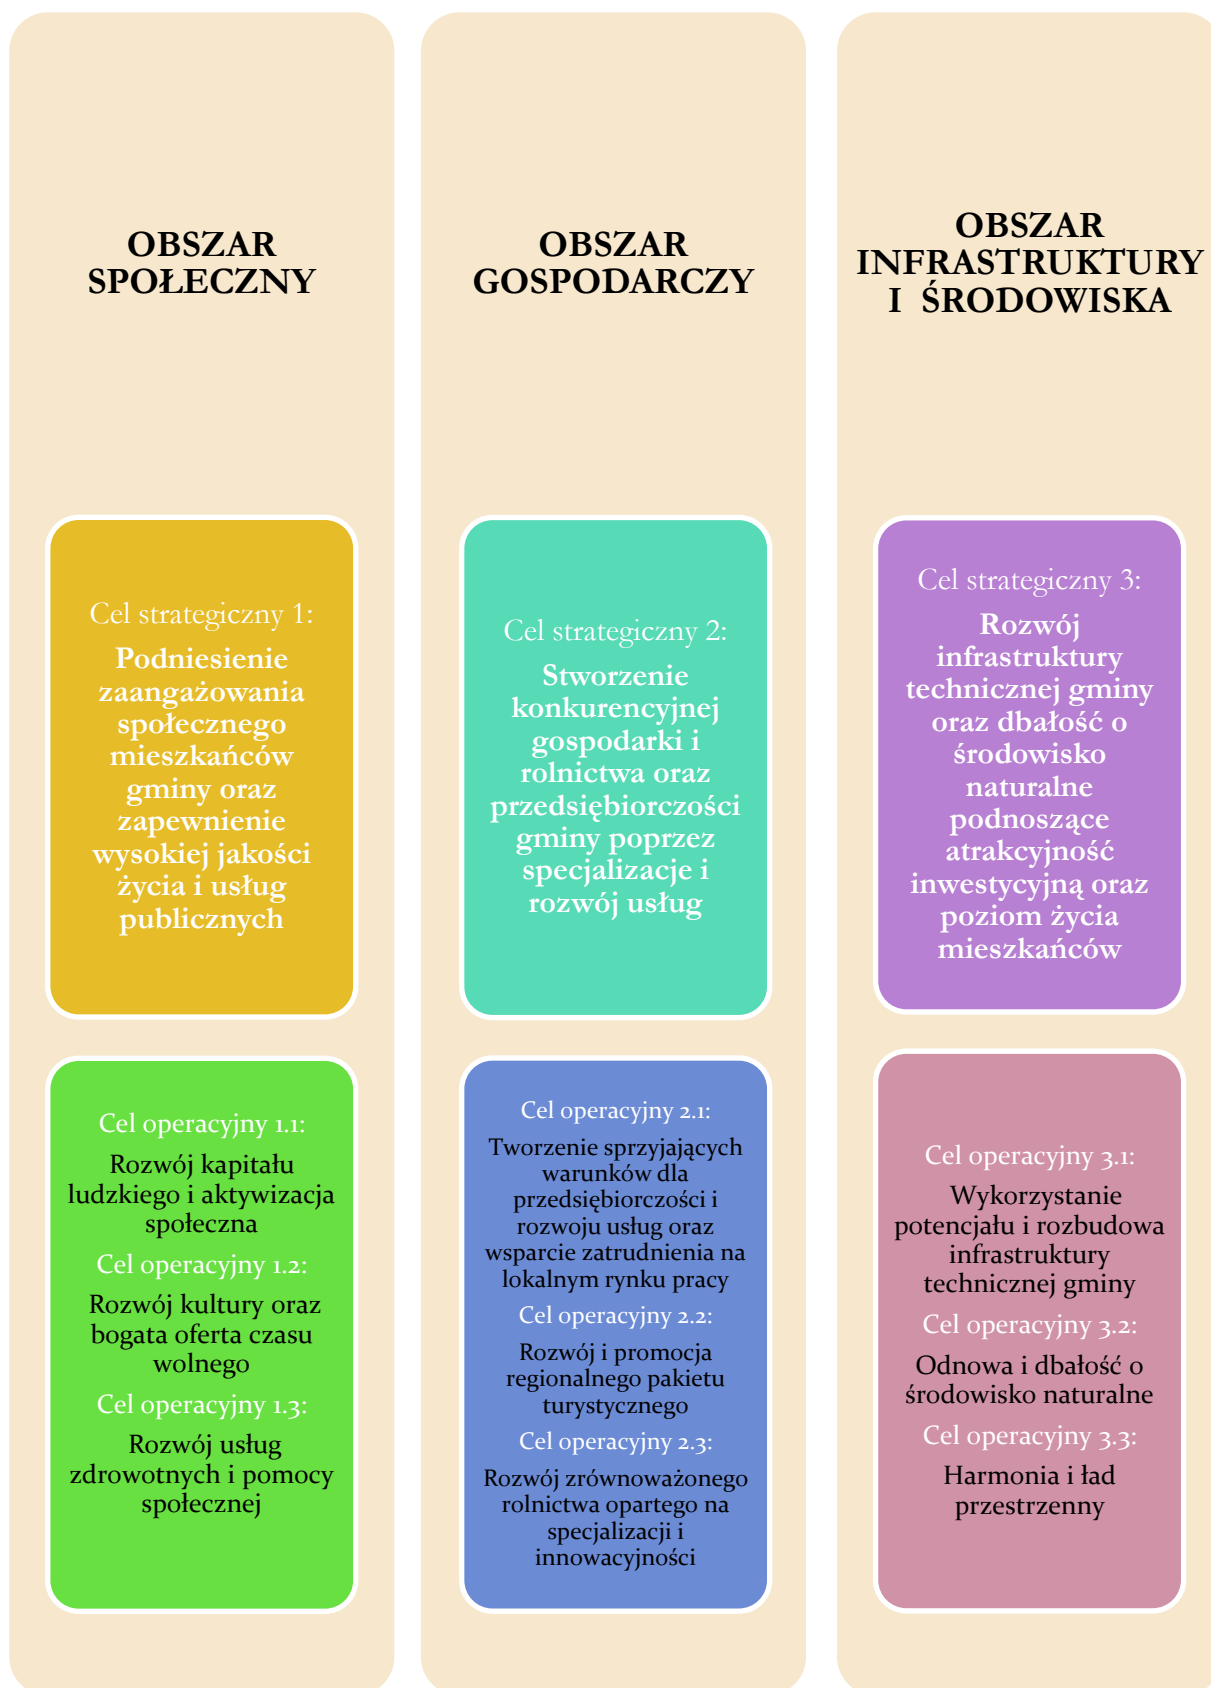 OBSZAR
SPOŁECZNY
Cel strategiczny 1:
Podniesienie
zaangażowania
społecznego
mieszkańców
gminy oraz
zapewnienie
wysokiej jakości
życia i usług
publicznych
Cel operacyjny 1.1:
Rozwój kapitału
ludzkiego i aktywizacja
społeczna
Cel operacyjny 1.2:
Rozwój kultury oraz
bogata oferta czasu
wolnego
Cel operacyjny 1.3:
Rozwój usług
zdrowotnych i pomocy
społecznej
OBSZAR
GOSPODARCZY
Cel strategiczny 2:
Stworzenie
konkurencyjnej
gospodarki i
rolnictwa oraz
przedsiębiorczości
gminy poprzez
specjalizacje i
rozwój usług
Cel operacyjny 2.1:
Tworzenie sprzyjających
warunków dla
przedsiębiorczości i
rozwoju usług oraz
wsparcie zatrudnienia na
lokalnym rynku pracy
Cel operacyjny 2.2:
Rozwój i promocja
regionalnego pakietu
turystycznego
Cel operacyjny 2.3:
Rozwój zrównoważonego
rolnictwa opartego na
specjalizacji i
innowacyjności
OBSZAR
INFRASTRUKTURY
I ŚRODOWISKA
Cel strategiczny 3:
Rozwój
infrastruktury
technicznej gminy
oraz dbałość o
środowisko
naturalne
podnoszące
atrakcyjność
inwestycyjną oraz
poziom życia
mieszkańców
Cel operacyjny 3.1:
Wykorzystanie
potencjału i rozbudowa
infrastruktury
technicznej gminy
Cel operacyjny 3.2:
Odnowa i dbałość o
środowisko naturalne
Cel operacyjny 3.3:
Harmonia i ład
przestrzenny